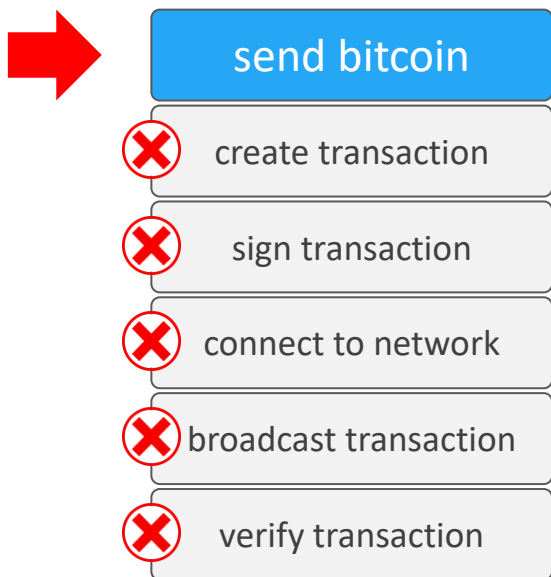 send bitcoin
create transaction
sign transaction
connect to network
broadcast transaction
verify transaction